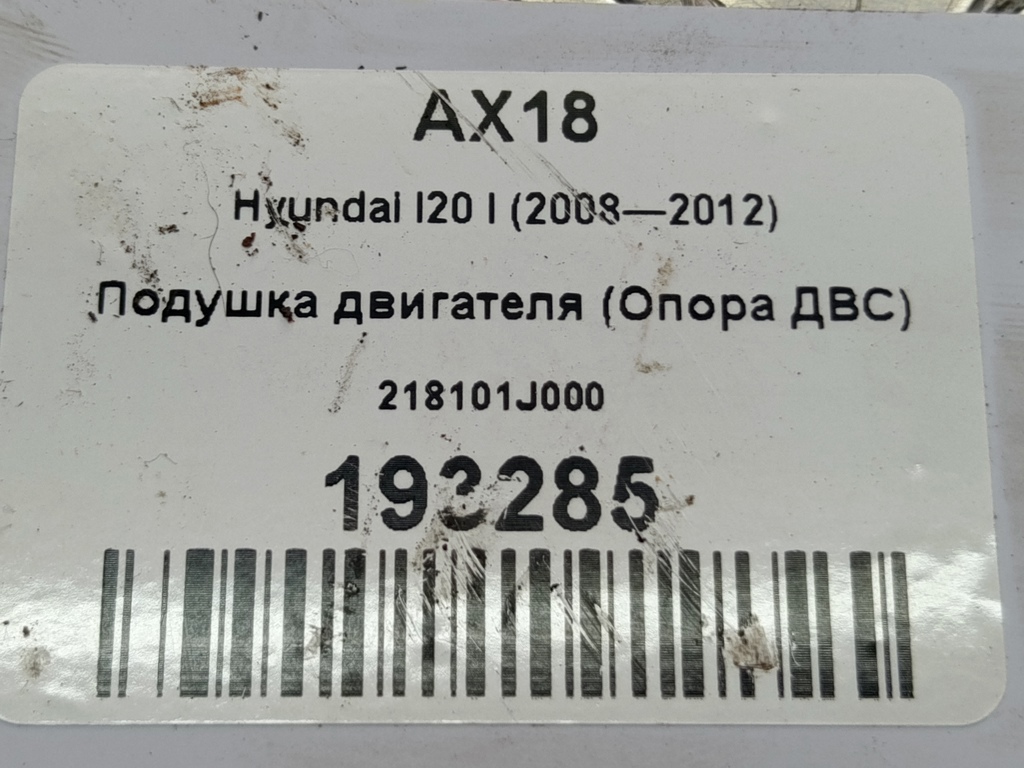 AX18
Hyundai I20 I (2008—2012)
Подушка двигателя (Опора ДВС)
218101J000
193285